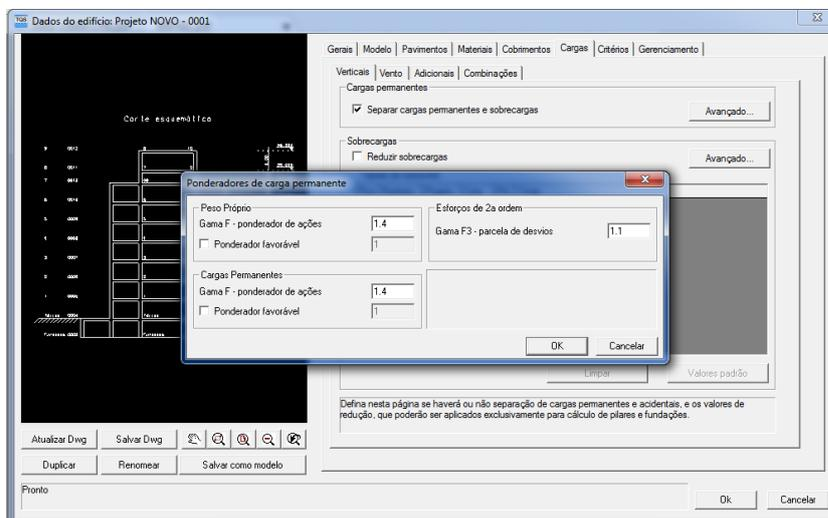 TQS Dados do edifício: Projeto NOVO - 0001
Gerais Modelo Pavimentos Materiais Cobrimentos Cargas Critérios Gerenciamento
Verticais Vento Adicionais Combinações
Cargas permanentes
Separar cargas permanentes e sobrecargas
Avançado...
Corte esquemático
Sobrecargas
Reduzir sobrecargas
Avançado...
Ponderadores de carga permanente
Peso Próprio
Gama F - ponderador de ações 1.4
Ponderador favorável 1
Esforços de 2a ordem
Gama F3 - parcela de desvios 1.1
Cargas Permanentes
Gama F - ponderador de ações 1.4
Ponderador favorável 1
OK Cancelar
Limpar Valores padrão
Defina nesta página se haverá ou não separação de cargas permanentes e acidentais, e os valores de
redução, que poderão ser aplicados exclusivamente para cálculo de pilares e fundações.
Atualizar Dwg Salvar Dwg
Duplicar Renomear Salvar como modelo
Pronto
Ok Cancelar